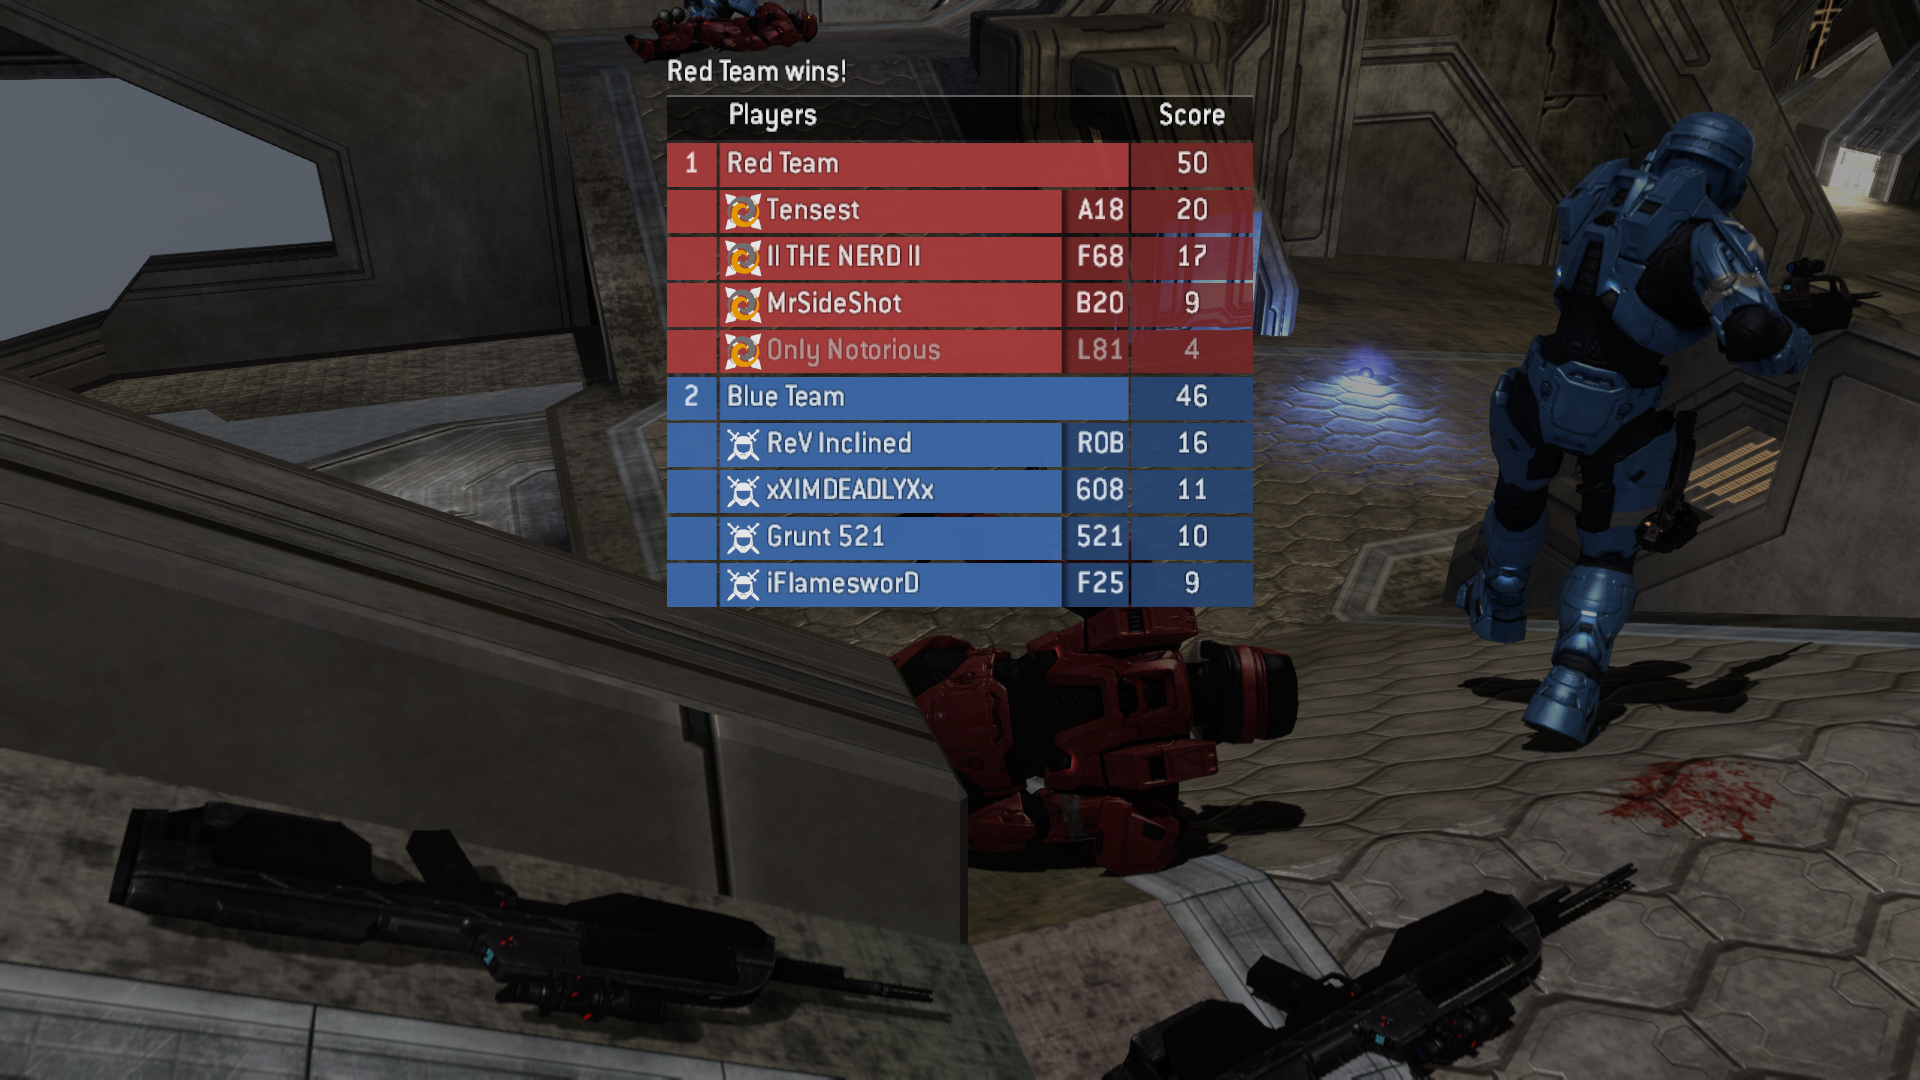 Red Team wins!
Players Score
1 Red Team 50
Tensest A18 20
II THE NERD II F68 17
MrSideShot B20 9
Only Notorious L81 4
2 Blue Team 46
ReV Inclined R0B 16
xXIMDEADLYXx 608 11
Grunt 521 521 10
iFlamesworD F25 9